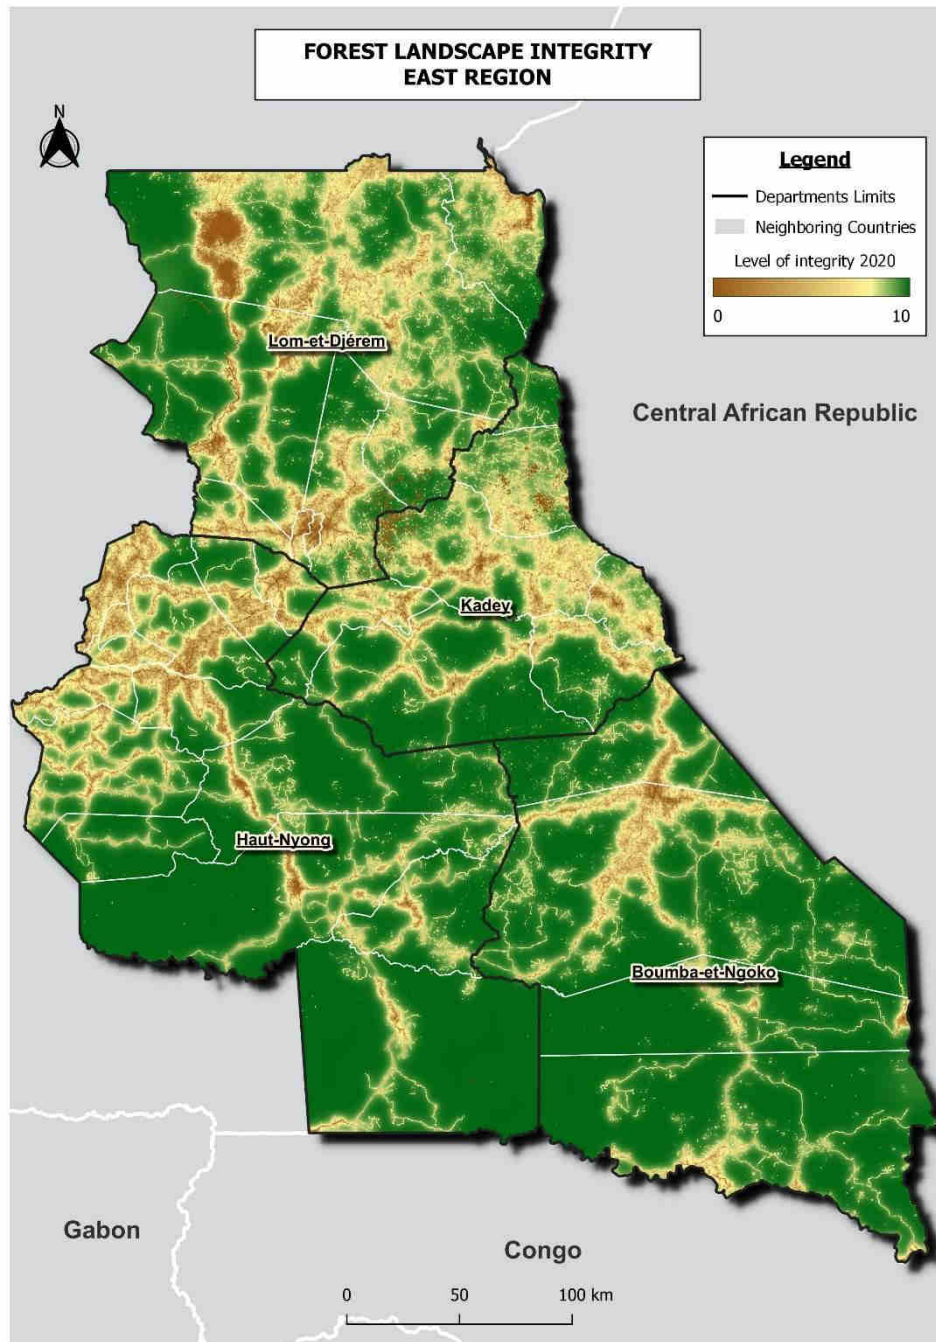 FOREST LANDSCAPE INTEGRITY
EAST REGION
N
Legend
Departments Limits
Neighboring Countries
Level of integrity 2020
0 10
Lom-et-Djérem
Central African Republic
Kadey
Haut-Nyong
Boumba-et-Ngoko
Gabon
Congo
0 50 100 km